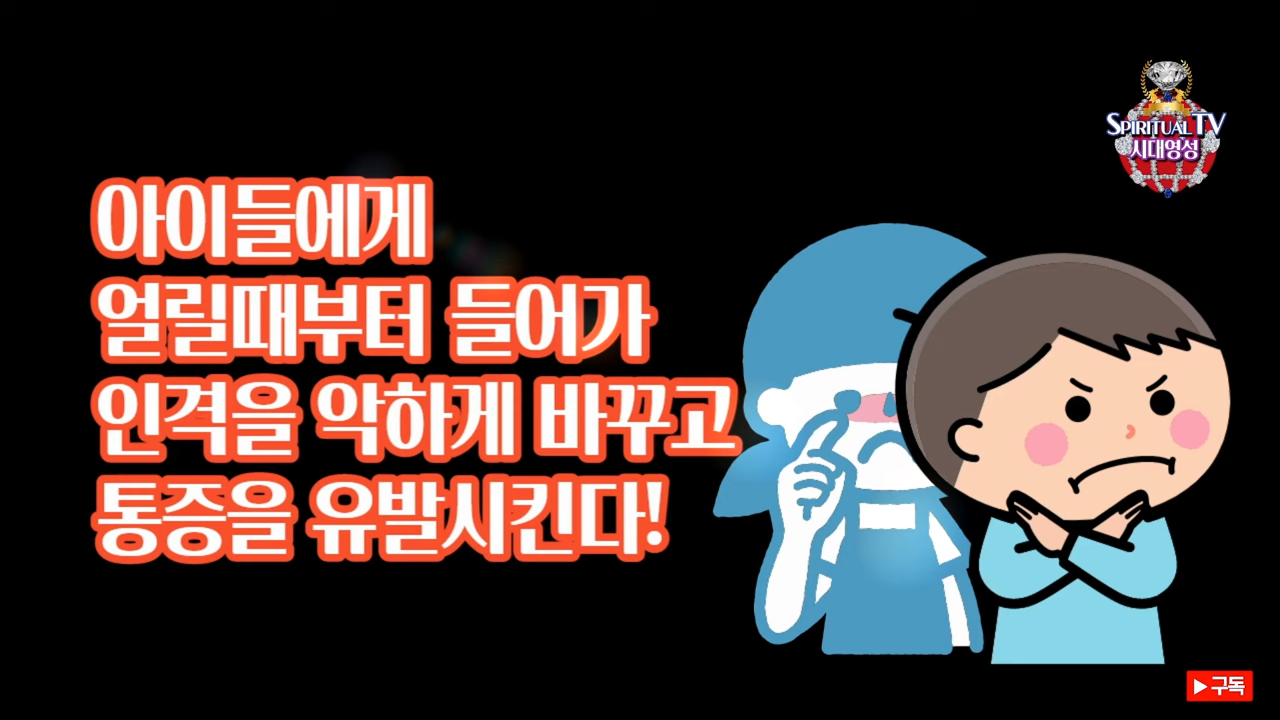 SPIRITUAL TV
시대영성
아이들에게
얼릴때부터 들어가
인격을 악하게 바꾸고
통증을 유발시킨다!
구독